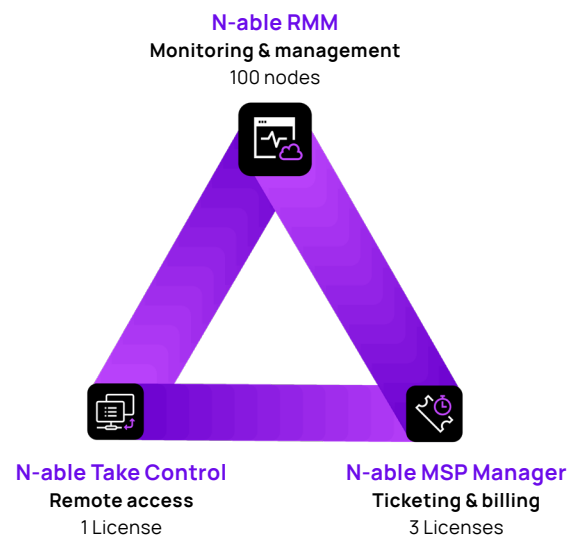 N-able RMM
Monitoring & management
100 nodes
N-able Take Control
Remote access
1 License
N-able MSP Manager
Ticketing & billing
3 Licenses